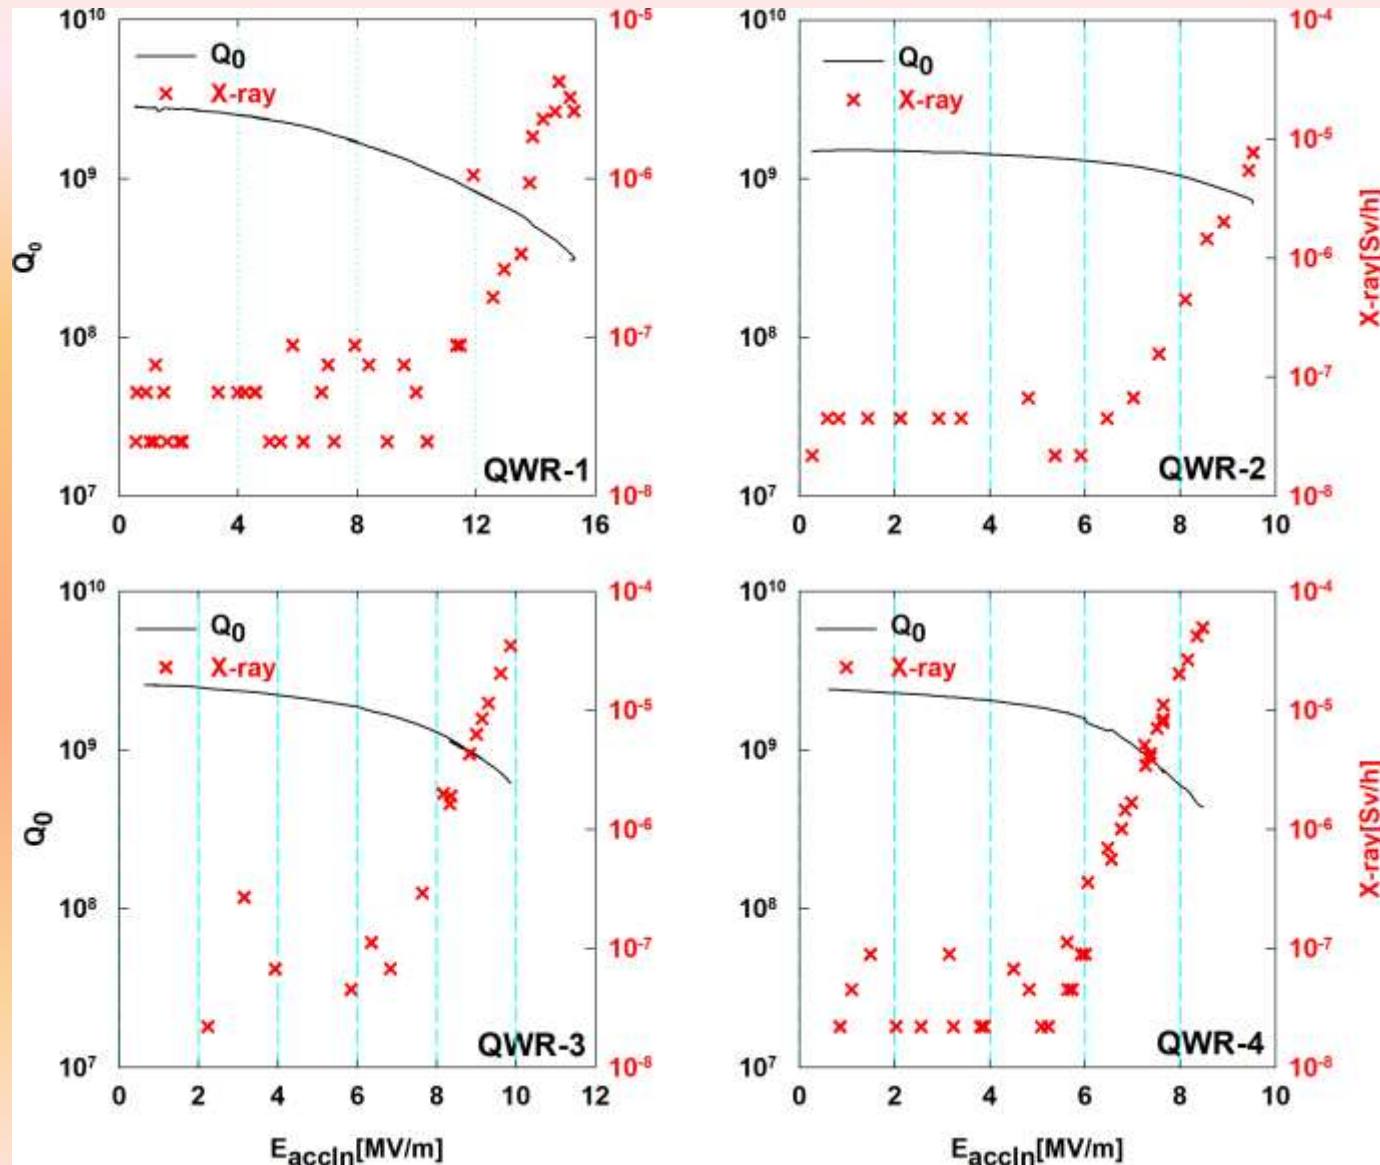 10¹⁰
Q₀
X-ray
10⁹
10⁸
10⁷
Q₀
0 4 8 12 16
10⁻⁵
10⁻⁶
10⁻⁷
10⁻⁸
QWR-1
10¹⁰
Q₀
X-ray
10⁹
10⁸
10⁷
0 2 4 6 8 10
10⁻⁴
10⁻⁵
10⁻⁶
10⁻⁷
10⁻⁸
X-ray[Sv/h]
QWR-2
10¹⁰
Q₀
X-ray
10⁹
10⁸
10⁷
Q₀
0 2 4 6 8 10 12
10⁻⁴
10⁻⁵
10⁻⁶
10⁻⁷
10⁻⁸
QWR-3
E_accln[MV/m]
10¹⁰
Q₀
X-ray
10⁹
10⁸
10⁷
0 2 4 6 8 10
10⁻⁴
10⁻⁵
10⁻⁶
10⁻⁷
10⁻⁸
X-ray[Sv/h]
QWR-4
E_accln[MV/m]